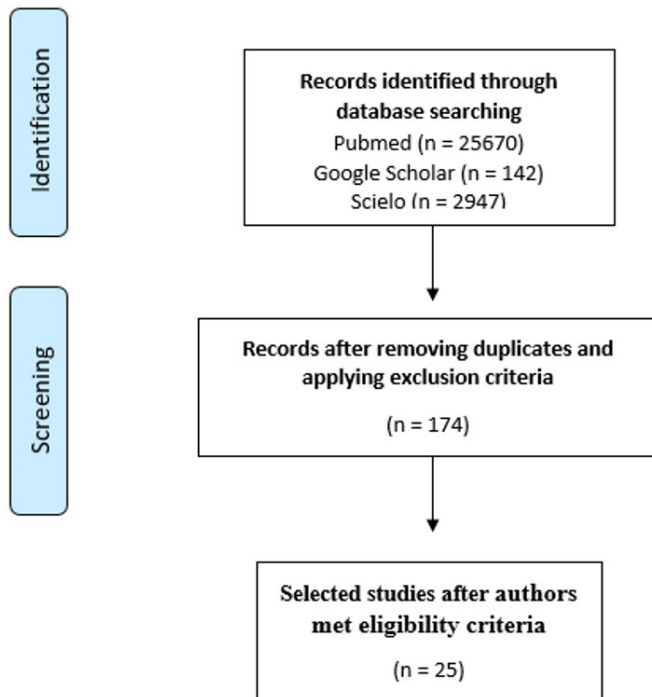 Identification
Records identified through
database searching
Pubmed (n = 25670)
Google Scholar (n = 142)
Scielo (n = 2947)
Screening
Records after removing duplicates and
applying exclusion criteria
(n = 174)
Selected studies after authors
met eligibility criteria
(n = 25)